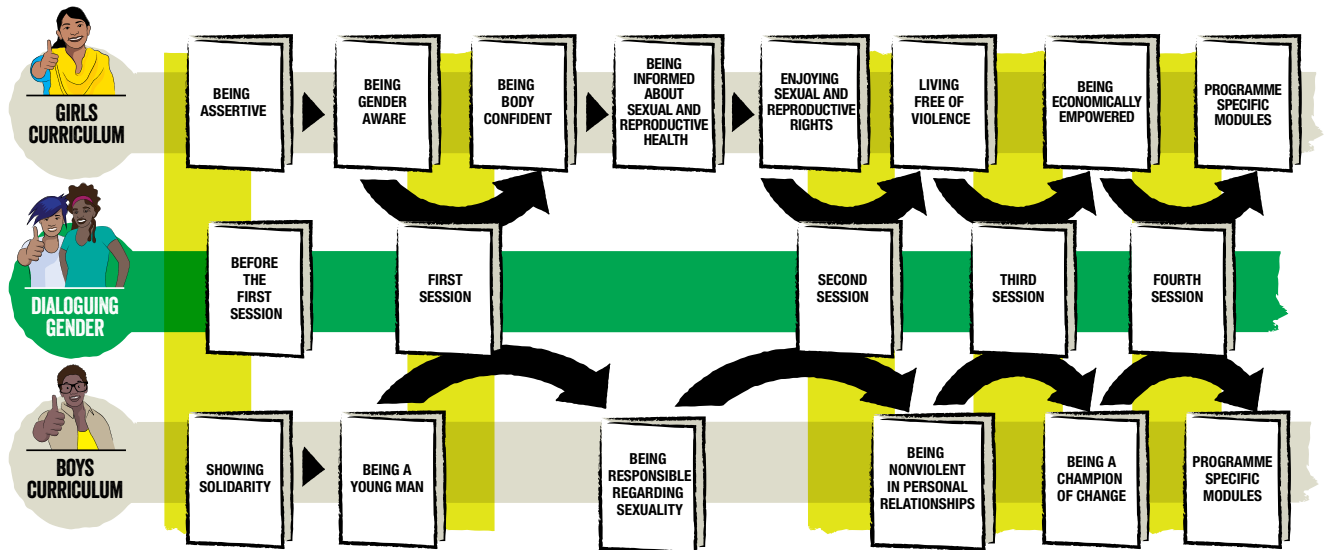 GIRLS
CURRICULUM
BEING
ASSERTIVE
BEING
GENDER
AWARE
BEING
BODY
CONFIDENT
BEING
INFORMED
ABOUT
SEXUAL AND
REPRODUCTIVE
HEALTH
ENJOYING
SEXUAL AND
REPRODUCTIVE
RIGHTS
LIVING
FREE OF
VIOLENCE
BEING
ECONOMICALLY
EMPOWERED
PROGRAMME
SPECIFIC
MODULES
DIALOGUING
GENDER
BEFORE
THE
FIRST
SESSION
FIRST
SESSION
SECOND
SESSION
THIRD
SESSION
FOURTH
SESSION
BOYS
CURRICULUM
SHOWING
SOLIDARITY
BEING A
YOUNG MAN
BEING
RESPONSIBLE
REGARDING
SEXUALITY
BEING
NONVIOLENT
IN PERSONAL
RELATIONSHIPS
BEING A
CHAMPION
OF CHANGE
PROGRAMME
SPECIFIC
MODULES